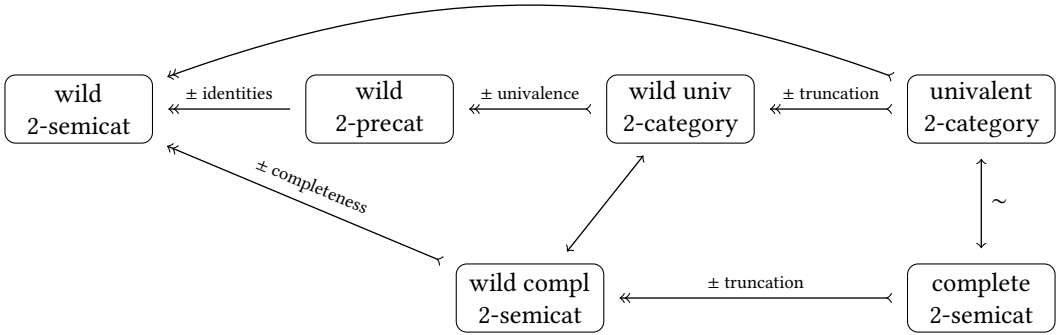 wild
2-semicat
± identities
wild
2-precat
± univalence
wild univ
2-category
± truncation
univalent
2-category
± completeness
∼
wild compl
2-semicat
± truncation
complete
2-semicat